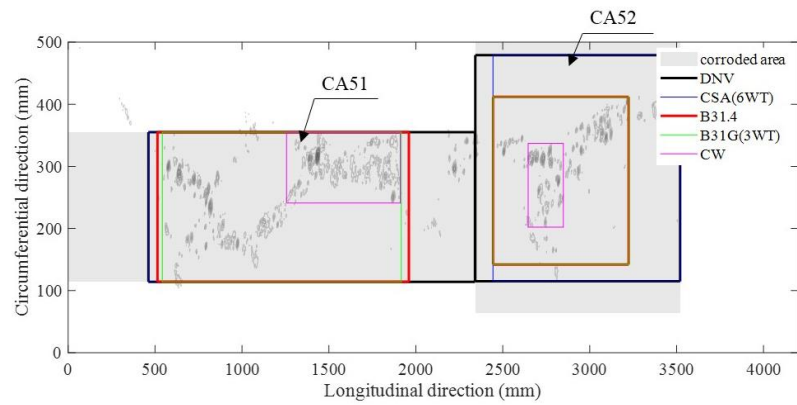 CA52
CA51
500
400
300
200
100
0
Circumferential direction (mm)
corroded area
DNV
CSA(6WT)
B31.4
B31G(3WT)
CW
0 500 1000 1500 2000 2500 3000 3500 4000
Longitudinal direction (mm)